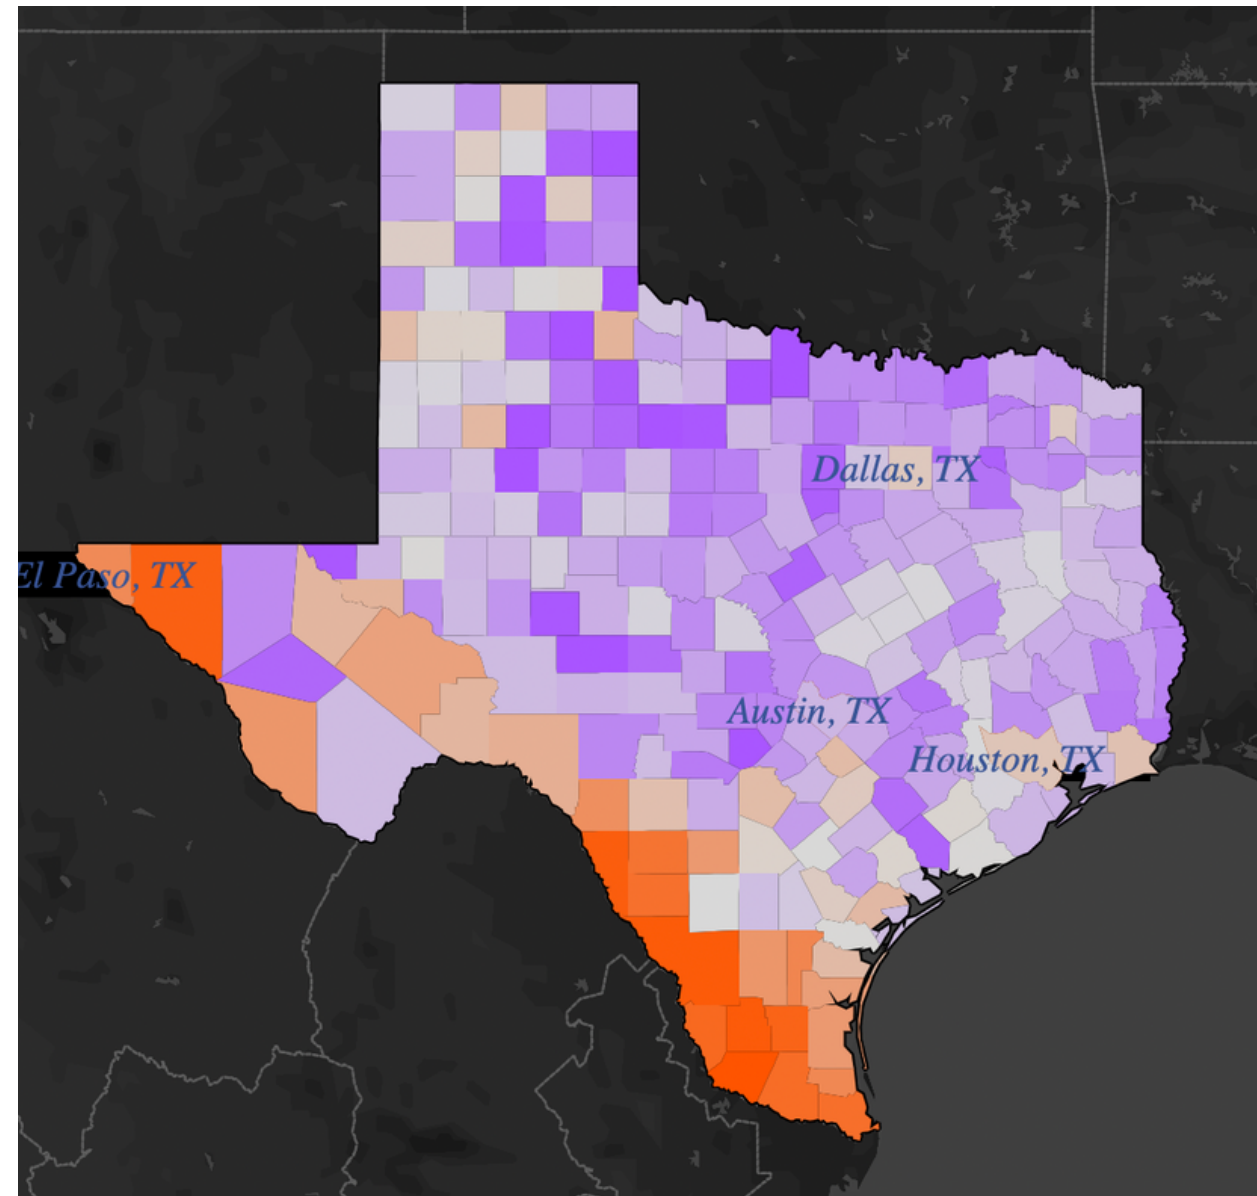 Dallas, TX
El Paso, TX
Austin, TX
Houston, TX